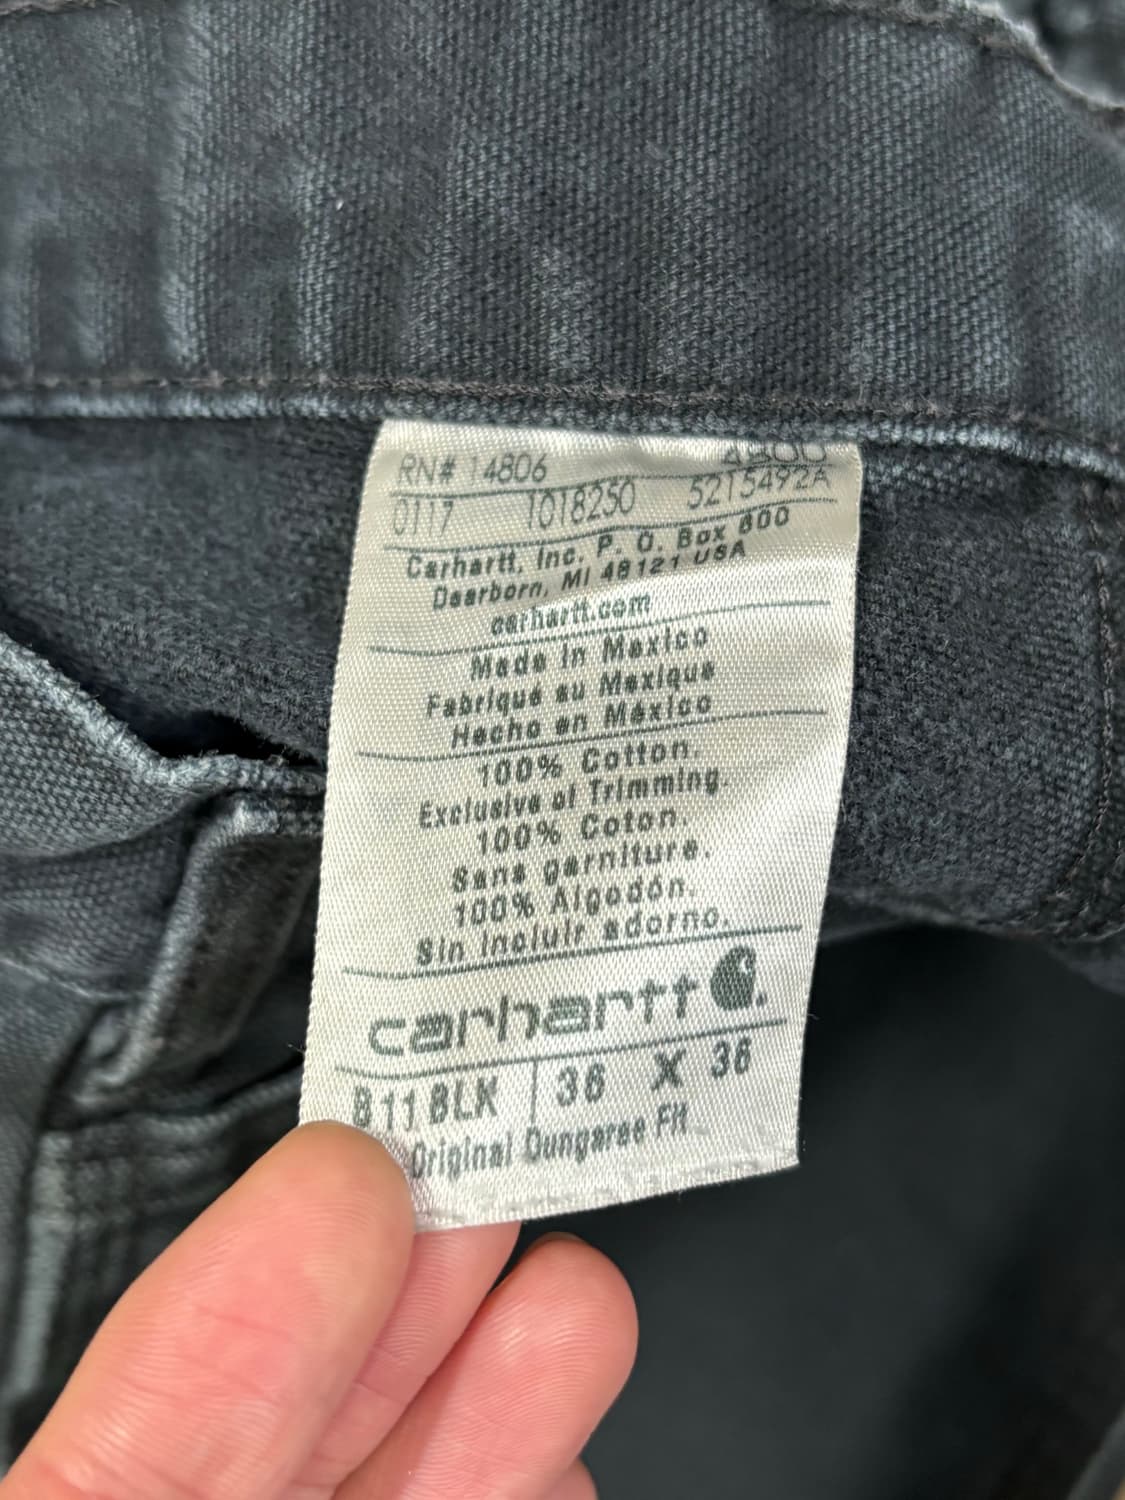 RN# 14806 4800
0117 1018250 5215492A
Carhartt, Inc. P. O. Box 600
Dearborn, MI 48121 USA
carhartt.com
Made in Mexico
Fabriqué au Mexique
Hecho en México
100% Cotton.
Exclusive of Trimming.
100% Coton.
Sans garniture.
100% Algodón.
Sin incluir adorno.
carhartt
B11 BLK 36 X 36
Original Dungaree Fit